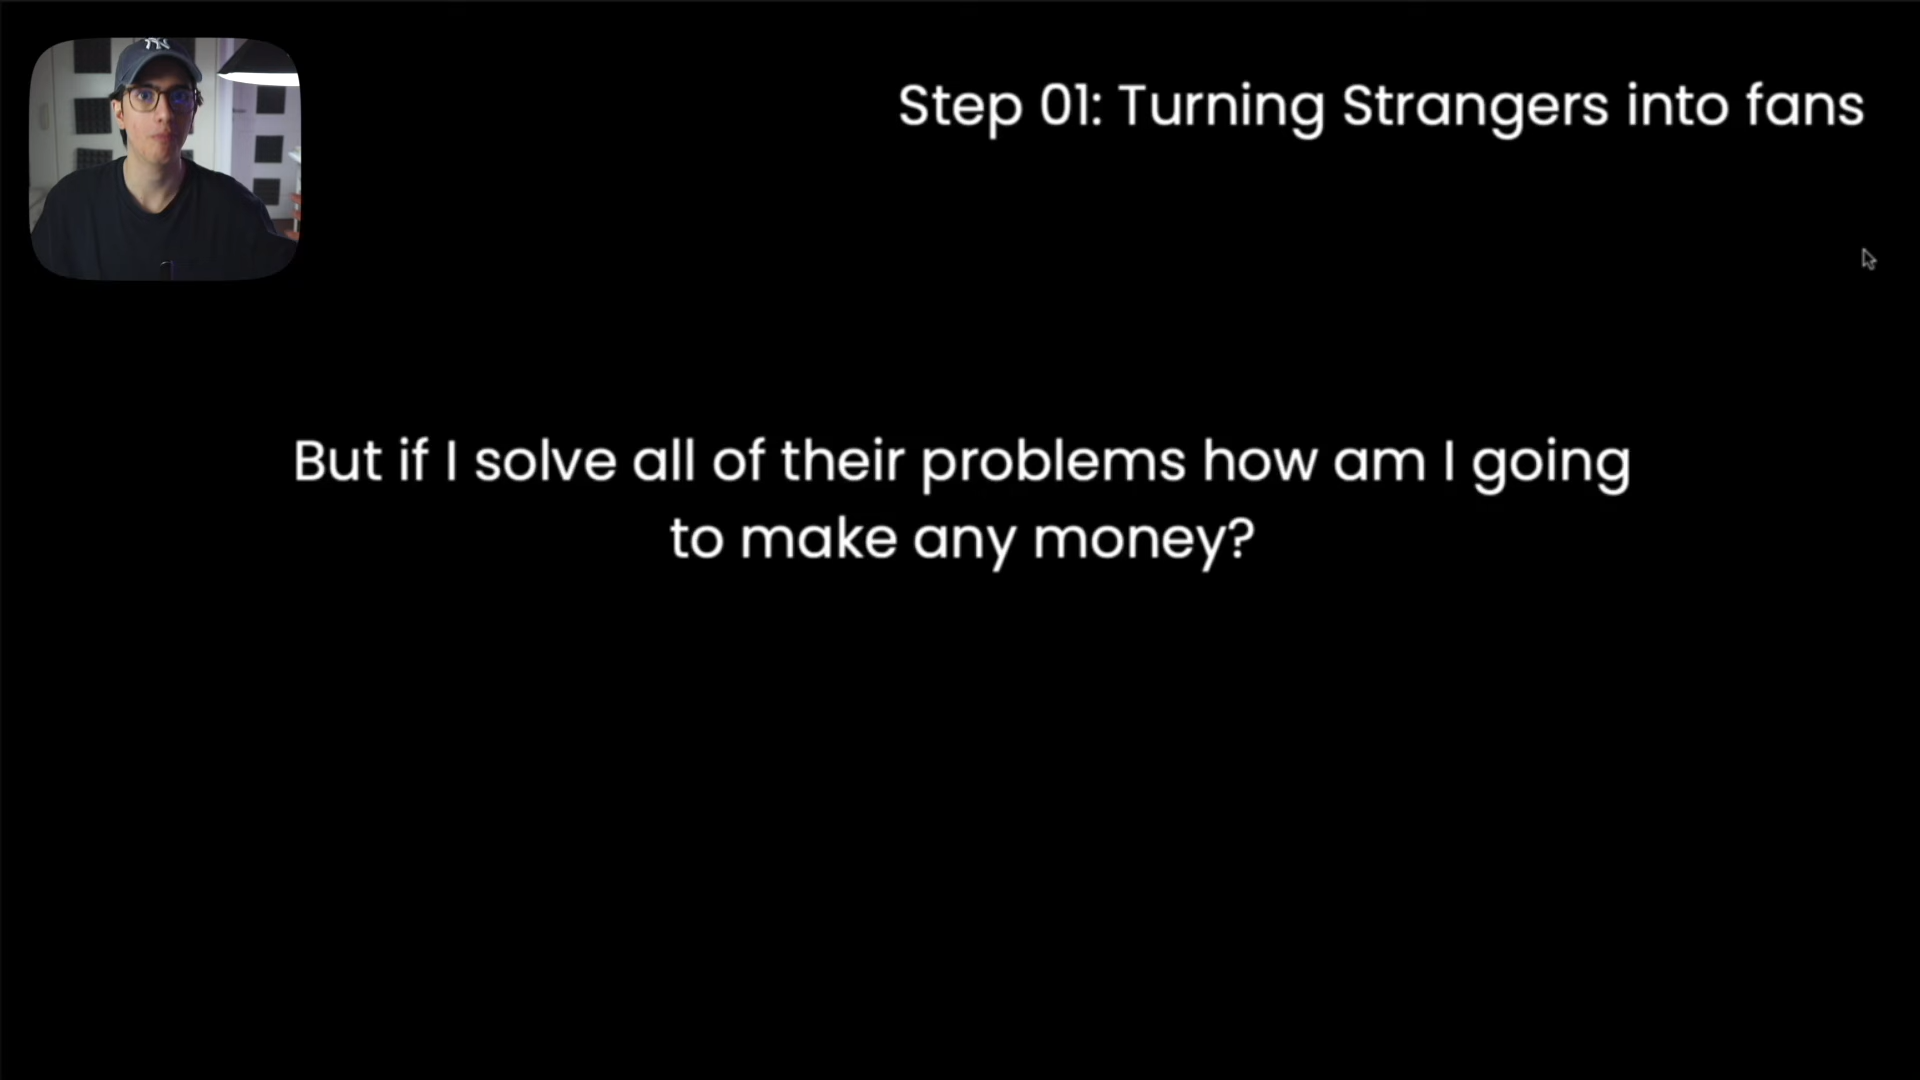 Step 01: Turning Strangers into fans
But if I solve all of their problems how am I going
to make any money?